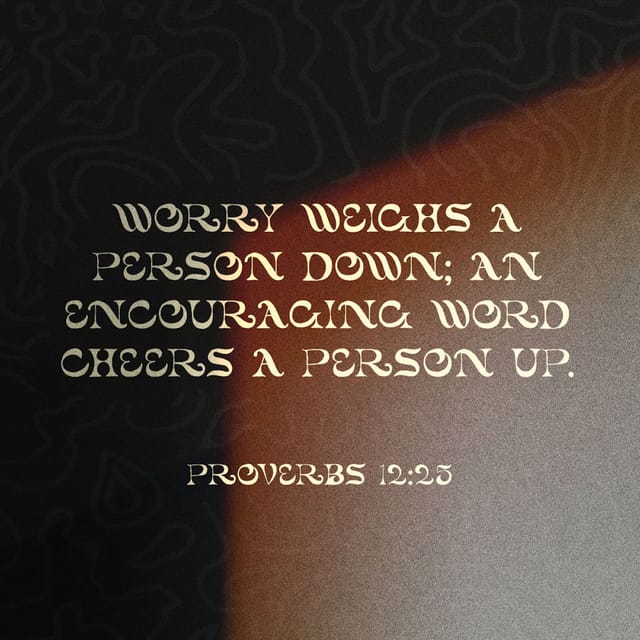 WORRY WEIGHS A
PERSON DOWN; AN
ENCOURAGING WORD
CHEERS A PERSON UP.
PROVERBS 12:25